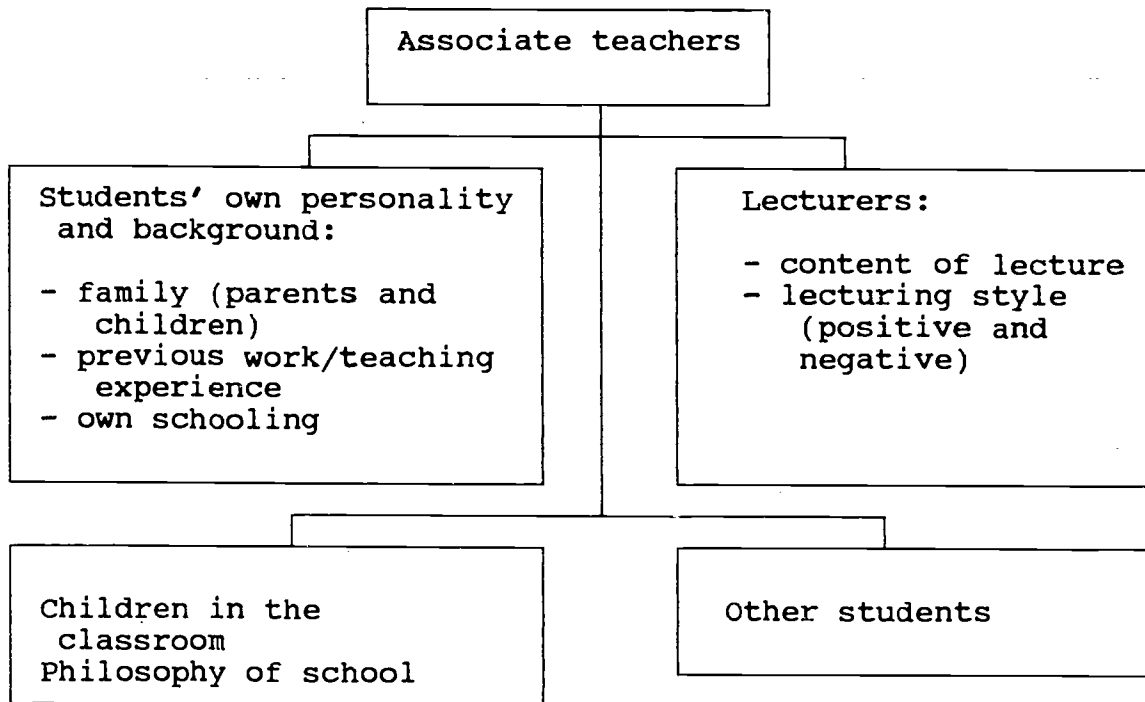 Associate teachers
Students' own personality
and background:
- family (parents and
children)
- previous work/teaching
experience
- own schooling
Lecturers:
- content of lecture
- lecturing style
(positive and
negative)
Children in the
classroom
Philosophy of school
Other students